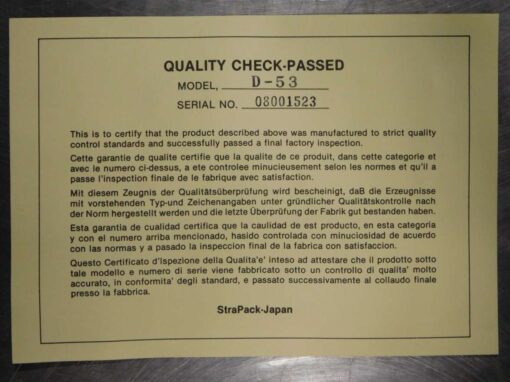 QUALITY CHECK-PASSED
MODEL, D-53
SERIAL NO. 08001523
This is to certify that the product described above was manufactured to strict quality
control standards and successfully passed a final factory inspection.
Cette garantie de qualite certifie que la qualite de ce produit, dans cette categorie et
avec le numero ci-dessus, a ete controlee minucieusement selon les normes et qu'il a
passe l'inspection finale de le fabrique avec satisfaction.
Mit diesem Zeugnis der Qualitätsüberprüfung wird bescheinigt, daß die Erzeugnisse
mit vorstehenden Typ-und Zeichenangaben unter gründlicher Qualitätskontrolle nach
der Norm hergestellt werden und die letzte Überprüfung der Fabrik gut bestanden haben.
Esta garantia de cualidad certifica que la caulidad de est producto, en esta categoria
y con el numero arriba mencionado, hasido controlada con minuciosidad de acuerdo
con las normas y a pasado la inspeccion final de la fabrica con satisfaccion.
Questo Certificato d'Ispezione della Qualita'e' inteso ad attestare che il prodotto sotto
tale modello e numero di serie viene fabbricato sotto un controllo di qualita' molto
accurato, in conformita' degli standard, e passato successivamente al collaudo finale
presso la fabbrica.
StraPack-Japan